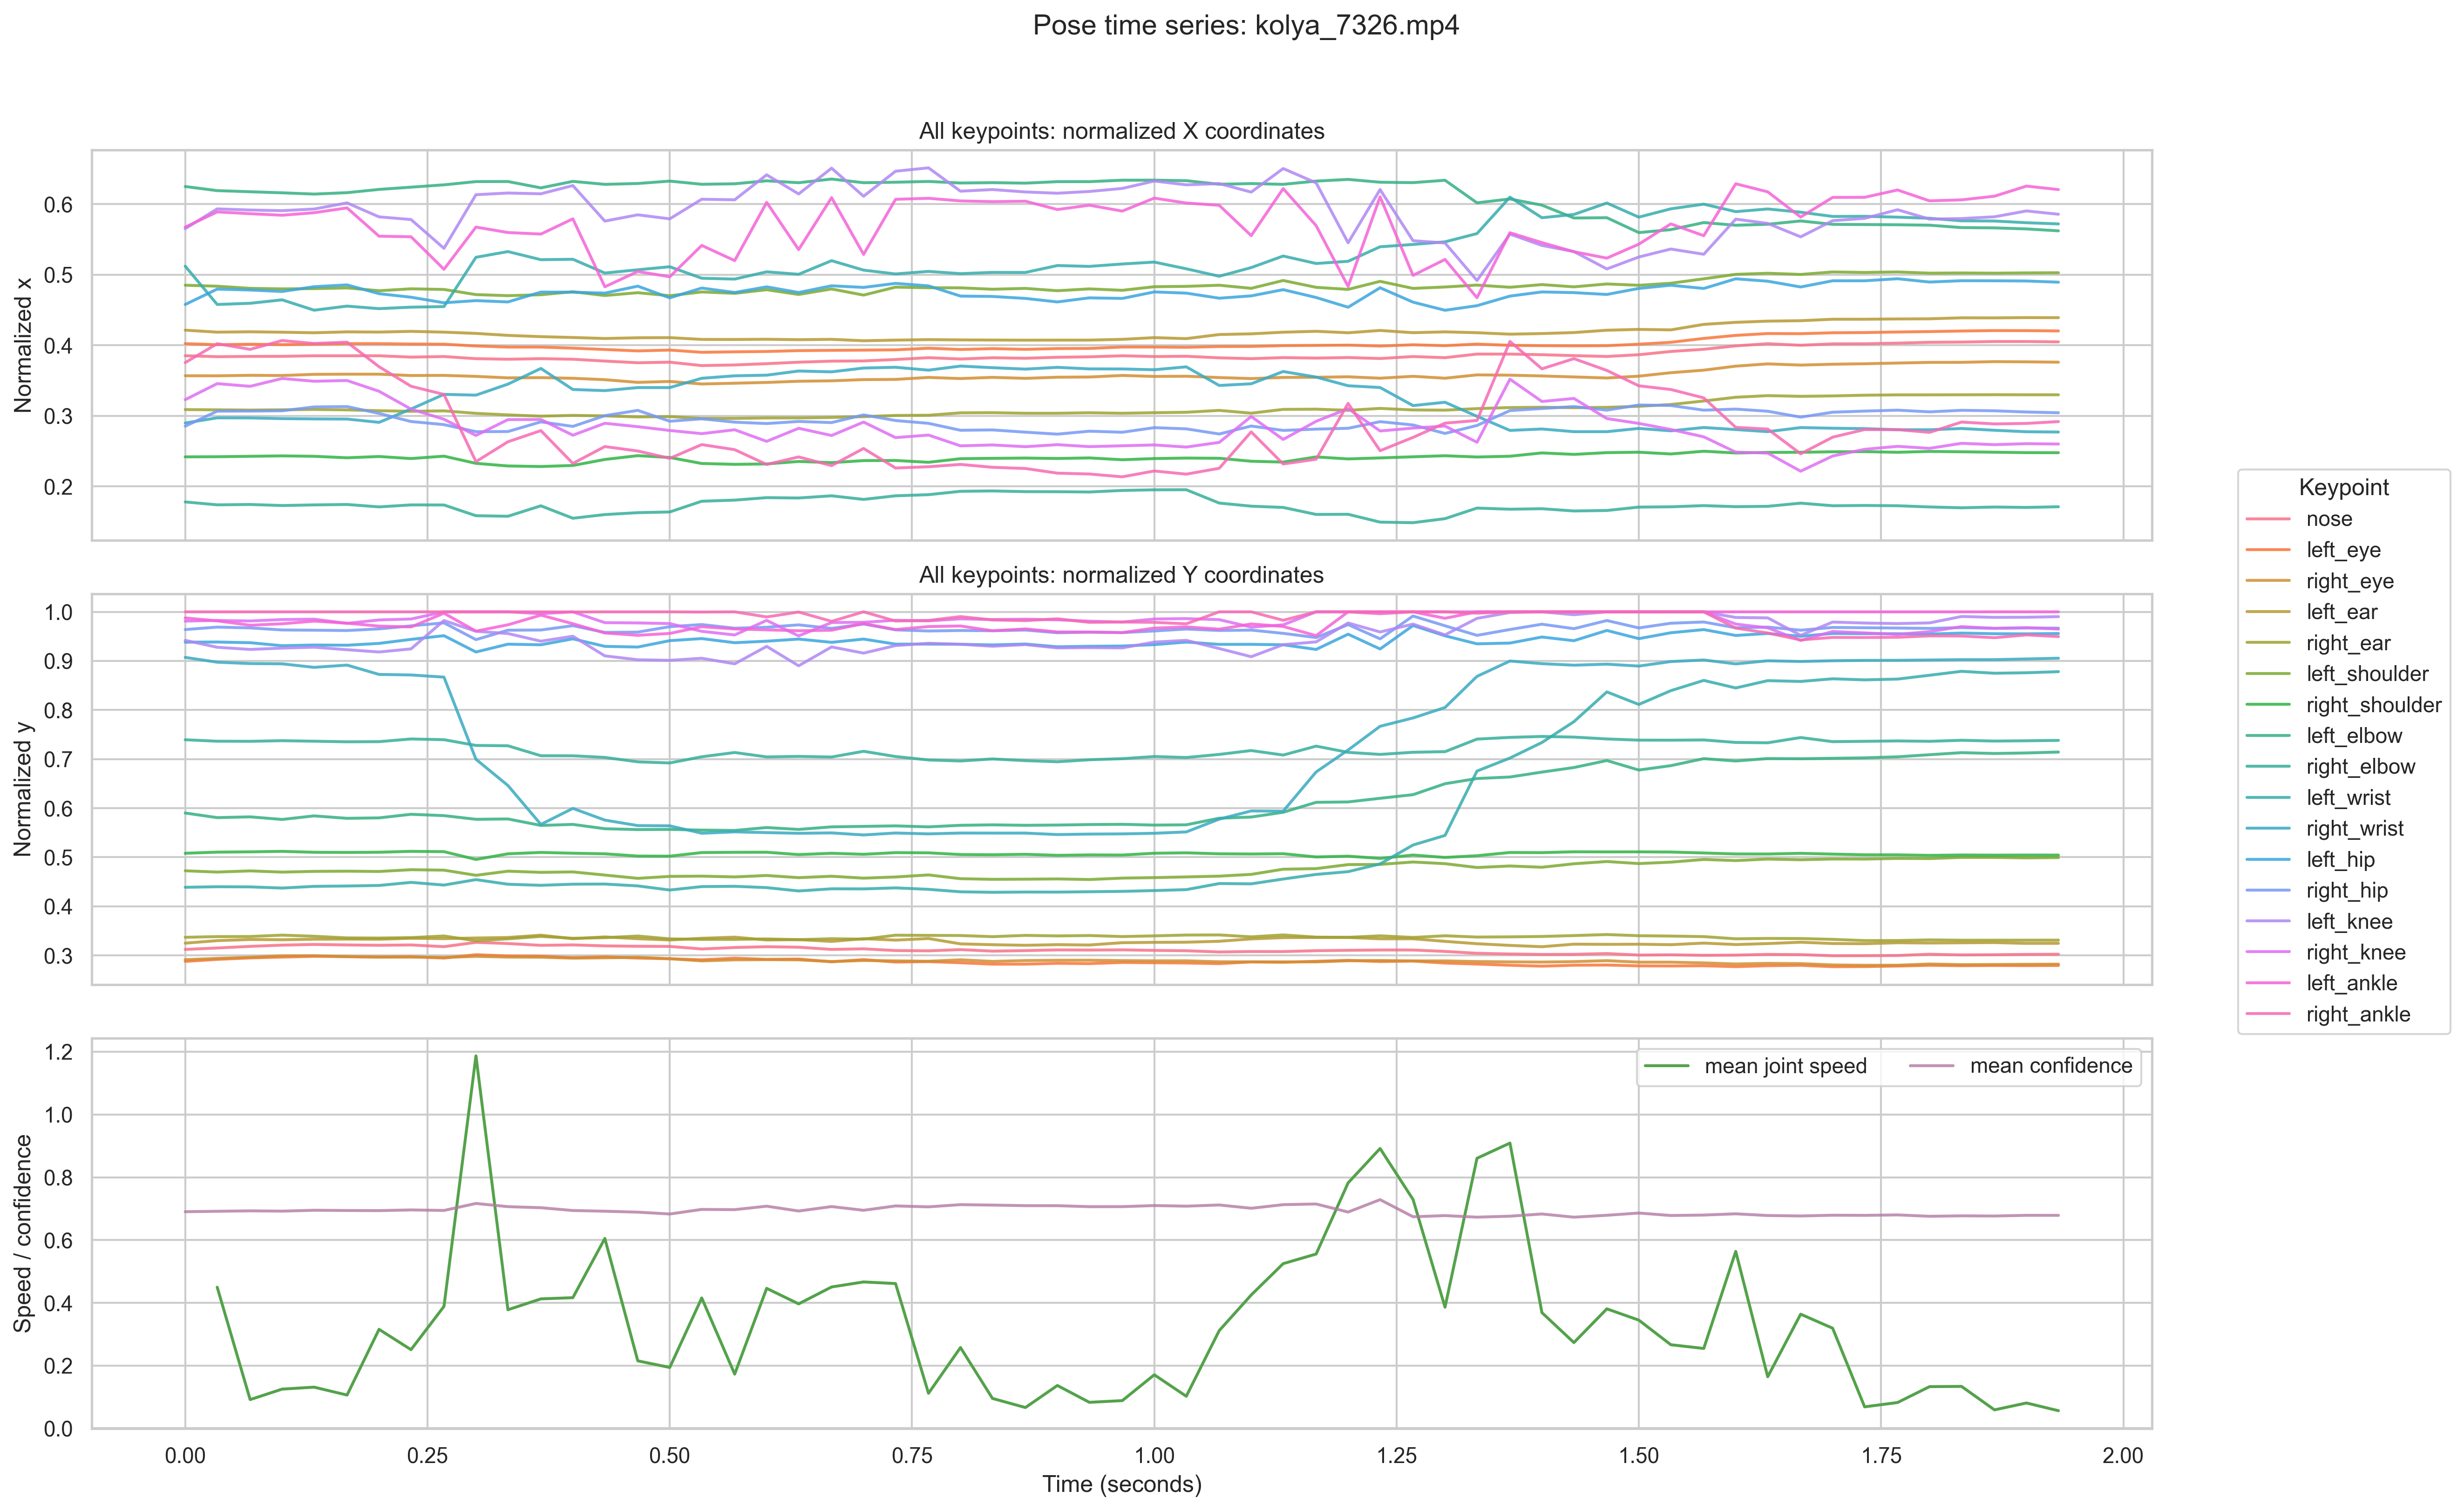 Pose time series: kolya_7326.mp4
All keypoints: normalized X coordinates
Normalized x
0.6
0.5
0.4
0.3
0.2
All keypoints: normalized Y coordinates
Normalized y
1.0
0.9
0.8
0.7
0.6
0.5
0.4
0.3
Keypoint
nose
left_eye
right_eye
left_ear
right_ear
left_shoulder
right_shoulder
left_elbow
right_elbow
left_wrist
right_wrist
left_hip
right_hip
left_knee
right_knee
left_ankle
right_ankle
mean joint speed mean confidence
Speed / confidence
1.2
1.0
0.8
0.6
0.4
0.2
0.0
0.00 0.25 0.50 0.75 1.00 1.25 1.50 1.75 2.00
Time (seconds)